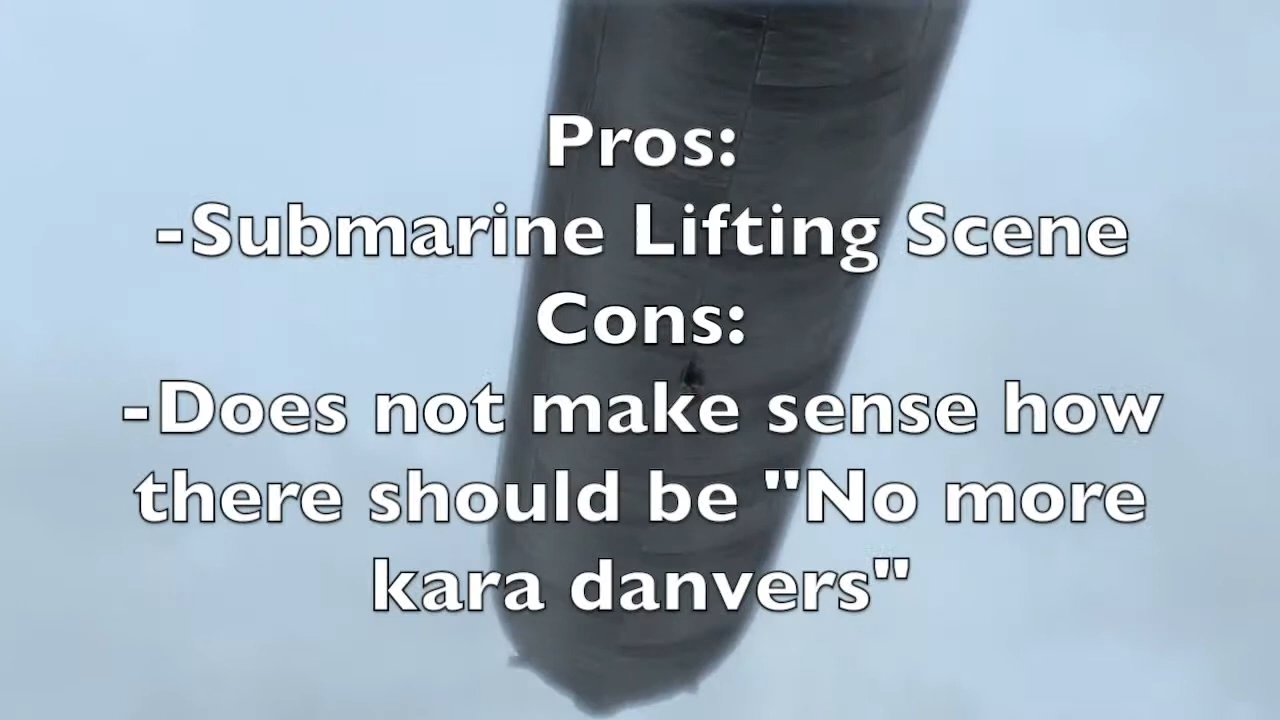 Pros:
-Submarine Lifting Scene
Cons:
-Does not make sense how
there should be "No more
kara danvers"